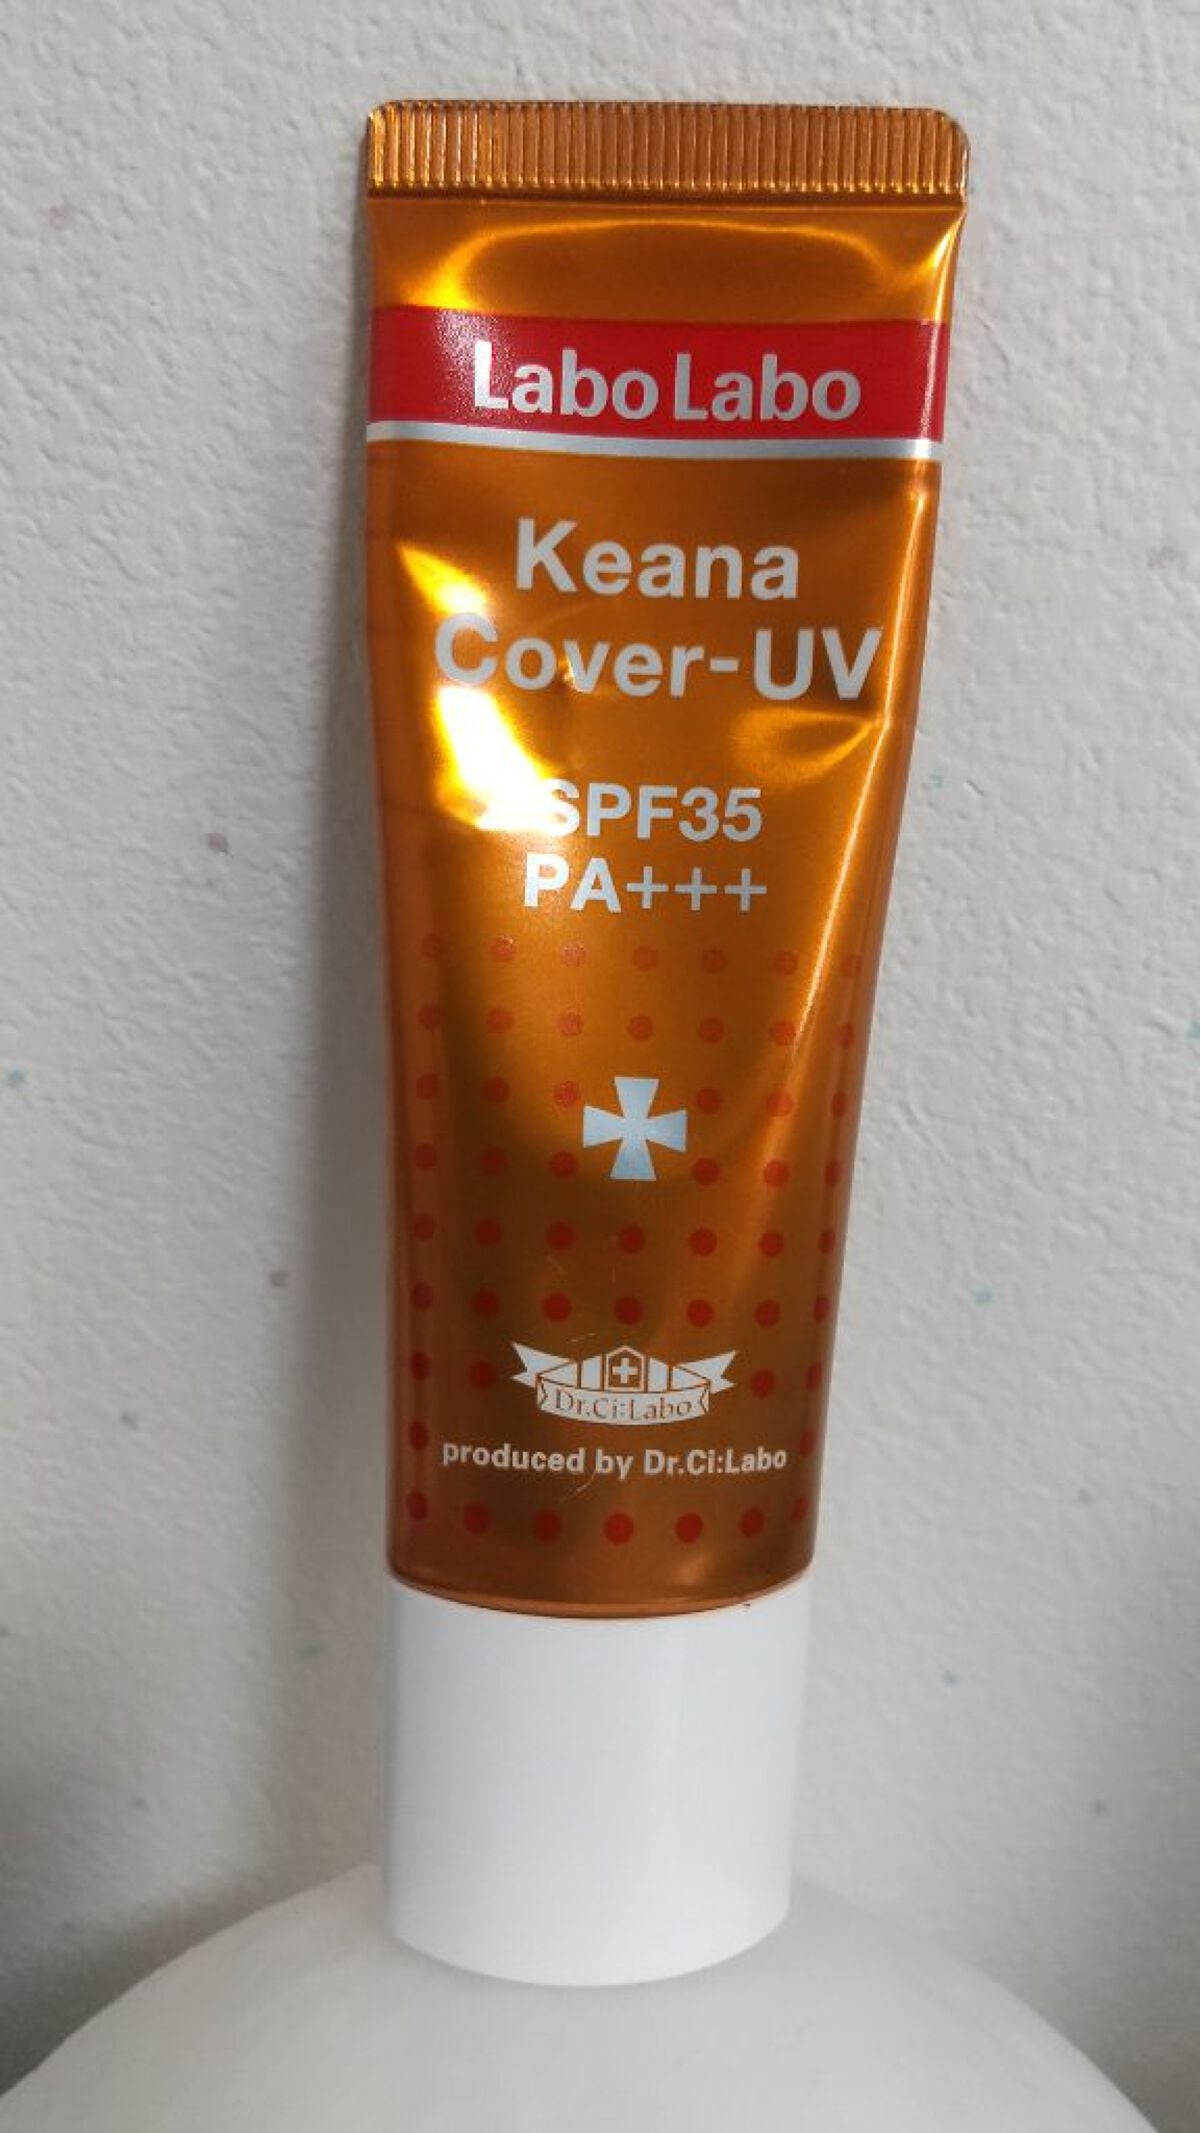 Labo Labo
Keana
Cover-UV
SPF35
PA+++
Dr.Ci:Labo
produced by Dr.Ci:Labo